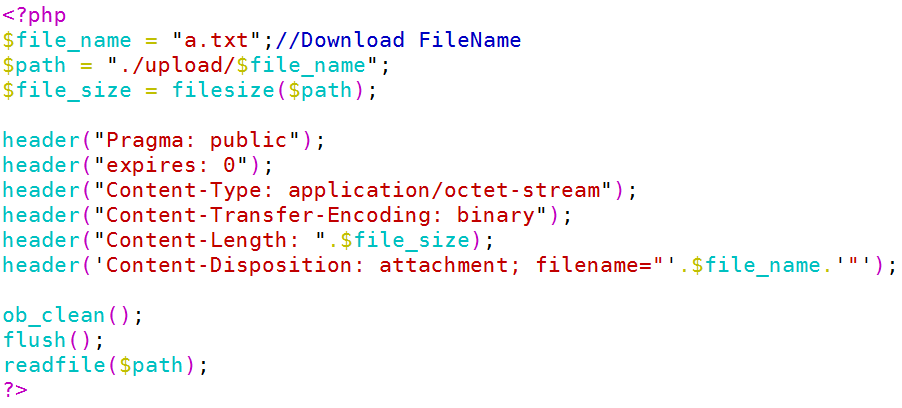 <?php
$file_name = "a.txt";//Download FileName
$path = "./upload/$file_name";
$file_size = filesize($path);
header("Pragma: public");
header("expires: 0");
header("Content-Type: application/octet-stream");
header("Content-Transfer-Encoding: binary");
header("Content-Length: ".$file_size);
header('Content-Disposition: attachment; filename="'.$file_name.'"');
ob_clean();
flush();
readfile($path);
?>